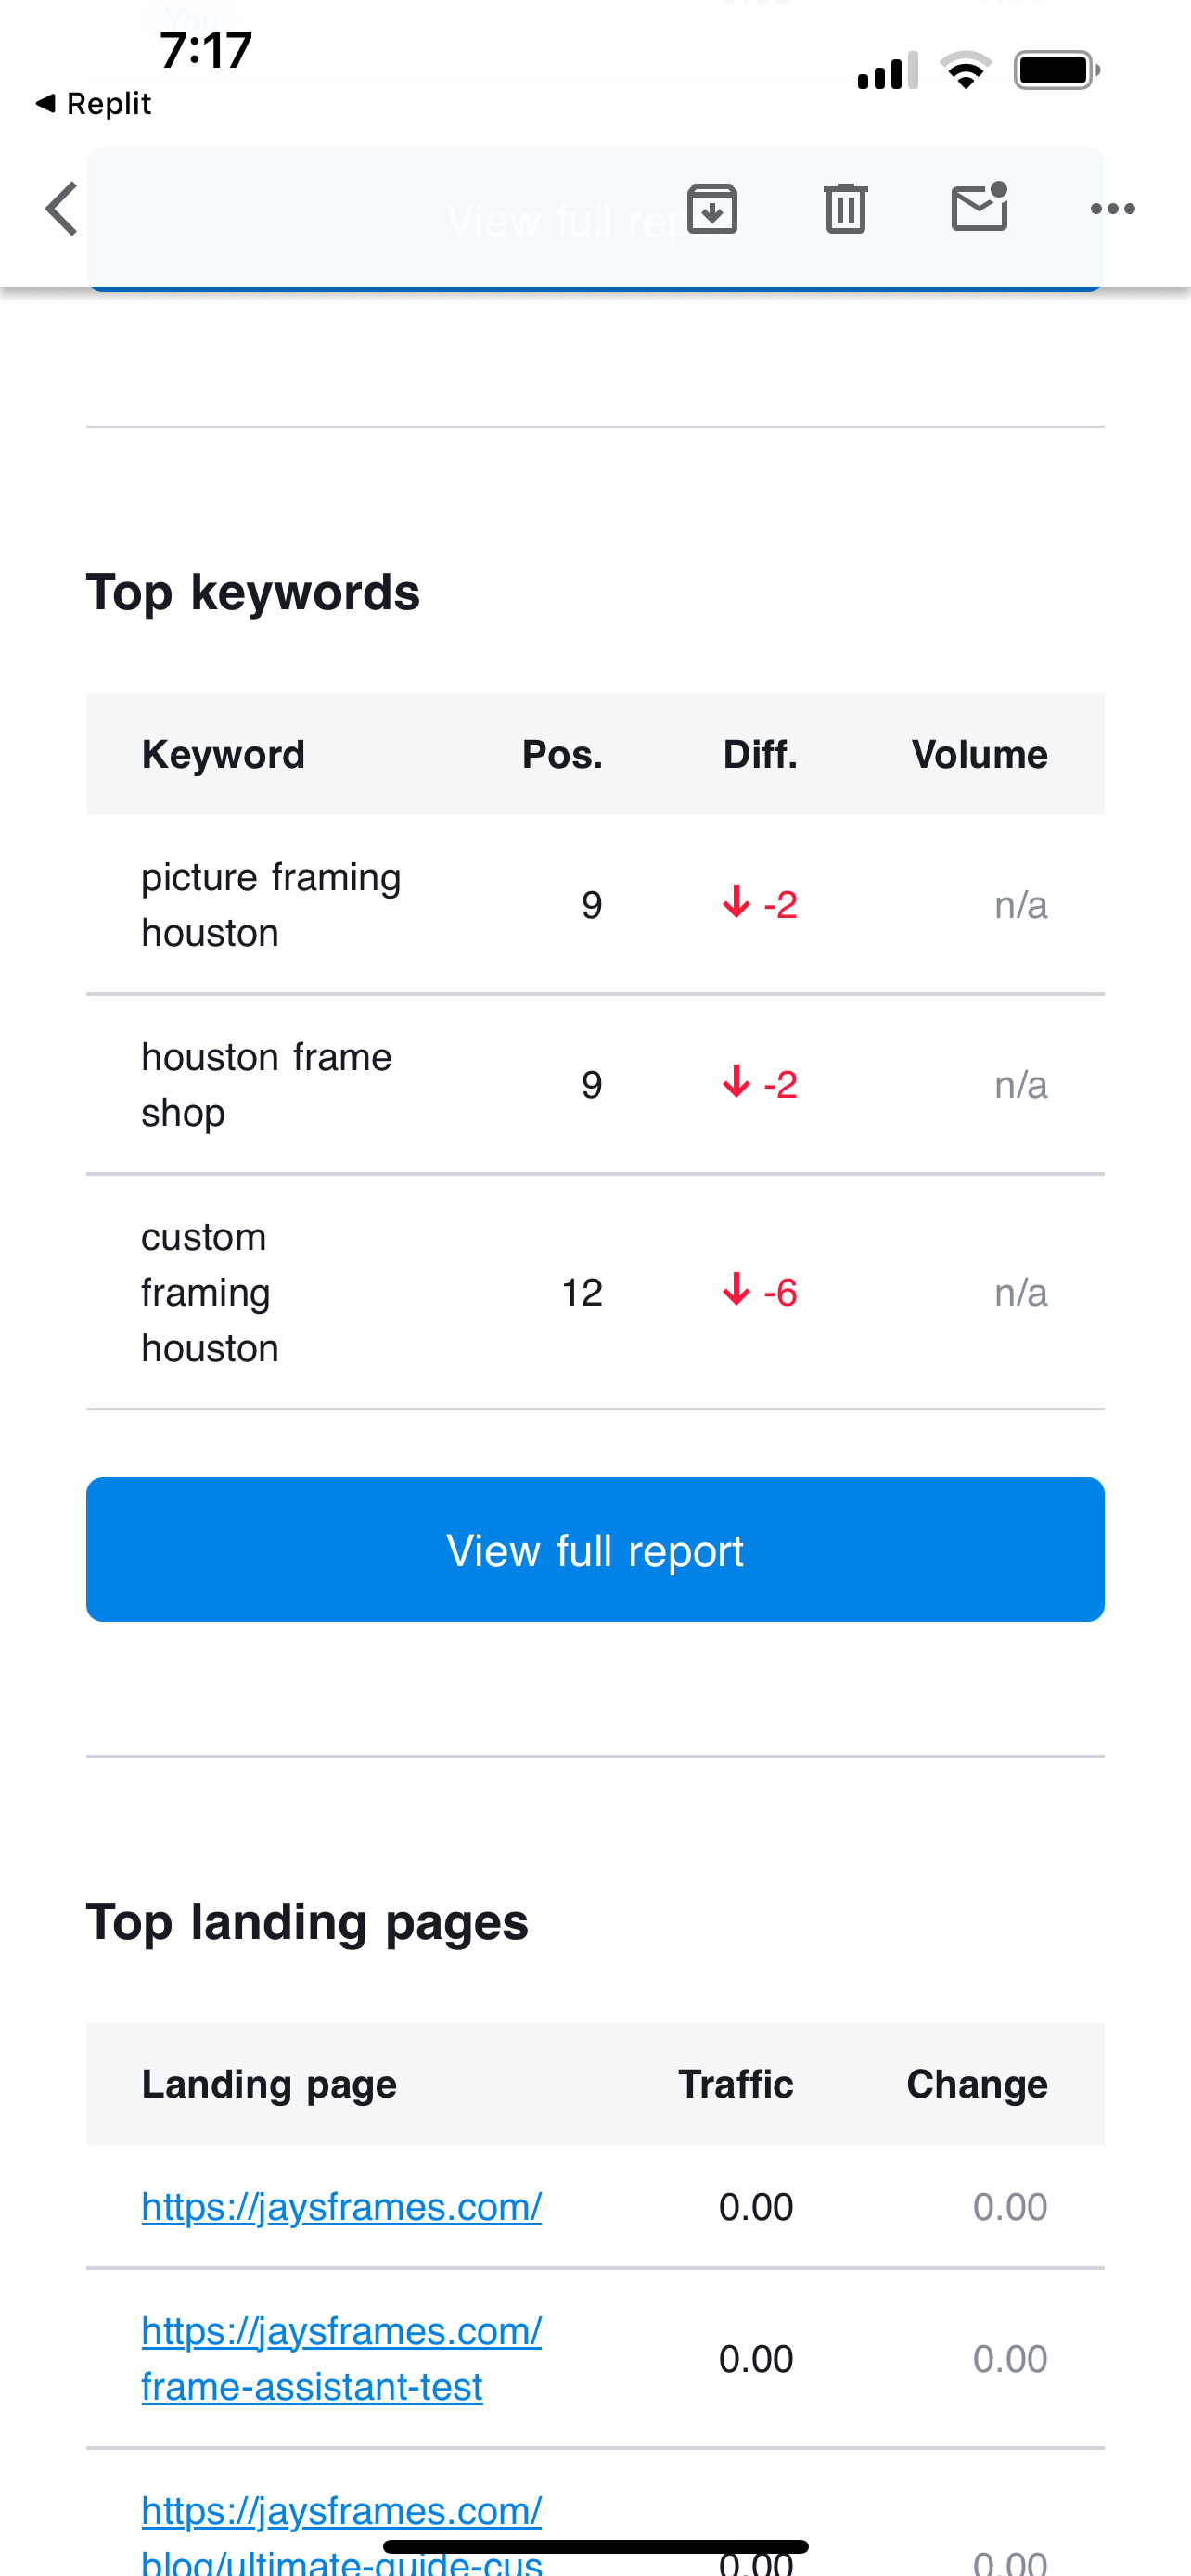 You
7:17
◀ Replit
View full report
Top keywords
Keyword Pos. Diff. Volume
picture framing
houston
9 ↓ -2 n/a
houston frame
shop
9 ↓ -2 n/a
custom
framing
houston
12 ↓ -6 n/a
View full report
Top landing pages
Landing page Traffic Change
https://jaysframes.com/ 0.00 0.00
https://jaysframes.com/
frame-assistant-test
0.00 0.00
https://jaysframes.com/
blog/ultimate-guide-cus
0.00 0.00